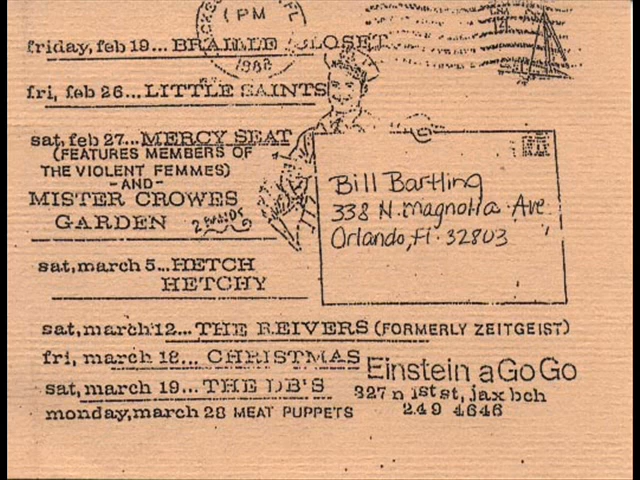 1 PM
1988
friday, feb 19... BRAILLE CLOSET
fri, feb 26... LITTLE SAINTS
sat, feb 27... MERCY SEAT
(FEATURES MEMBERS OF
THE VIOLENT FEMMES)
-AND-
MISTER CROWES
GARDEN 2 BANDS
sat, march 5... HETCH
HETCHY
Bill Bartling
338 N. Magnolia Ave
Orlando, Fl. 32803
sat, march 12... THE REIVERS (FORMERLY ZEITGEIST)
fri, march 18... CHRISTMAS
sat, march 19... THE DB'S
monday, march 28 MEAT PUPPETS
Einstein a Go Go
327 n 1st st, jax bch
249 4646